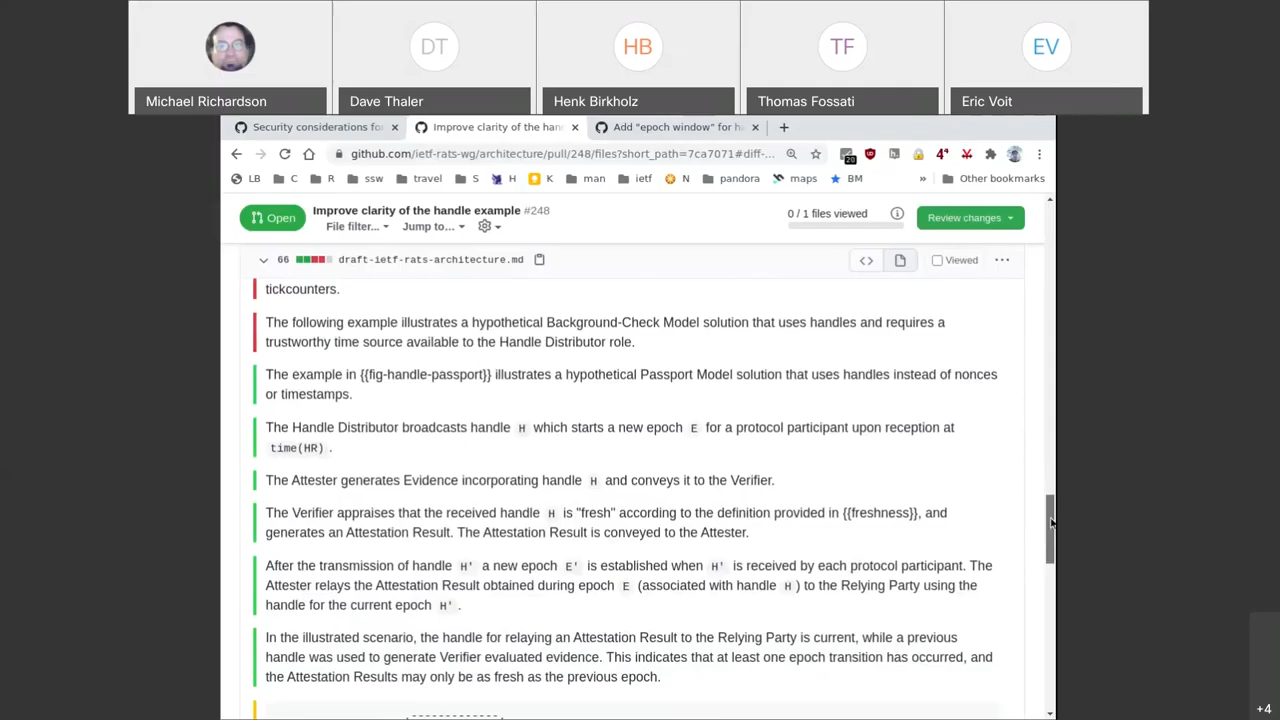 DT
HB
TF
EV
Michael Richardson
Dave Thaler
Henk Birkholz
Thomas Fossati
Eric Voit
Security considerations fo
Improve clarity of the han
Add "epoch window" for h
github.com/ietf-rats-wg/architecture/pull/248/files?short_path=7ca7071#diff-...
20
4ª
LB
C
R
ssw
travel
S
H
K
man
ietf
N
pandora
maps
BM
»
Other bookmarks
Open
Improve clarity of the handle example #248
File filter...
Jump to...
0 / 1 files viewed
Review changes
66
draft-ietf-rats-architecture.md
Viewed
tickcounters.
The following example illustrates a hypothetical Background-Check Model solution that uses handles and requires a
trustworthy time source available to the Handle Distributor role.
The example in {{fig-handle-passport}} illustrates a hypothetical Passport Model solution that uses handles instead of nonces
or timestamps.
The Handle Distributor broadcasts handle H which starts a new epoch E for a protocol participant upon reception at
time(HR) .
The Attester generates Evidence incorporating handle H and conveys it to the Verifier.
The Verifier appraises that the received handle H is "fresh" according to the definition provided in {{freshness}}, and
generates an Attestation Result. The Attestation Result is conveyed to the Attester.
After the transmission of handle H' a new epoch E' is established when H' is received by each protocol participant. The
Attester relays the Attestation Result obtained during epoch E (associated with handle H ) to the Relying Party using the
handle for the current epoch H' .
In the illustrated scenario, the handle for relaying an Attestation Result to the Relying Party is current, while a previous
handle was used to generate Verifier evaluated evidence. This indicates that at least one epoch transition has occurred, and
the Attestation Results may only be as fresh as the previous epoch.
.-------------.
+4